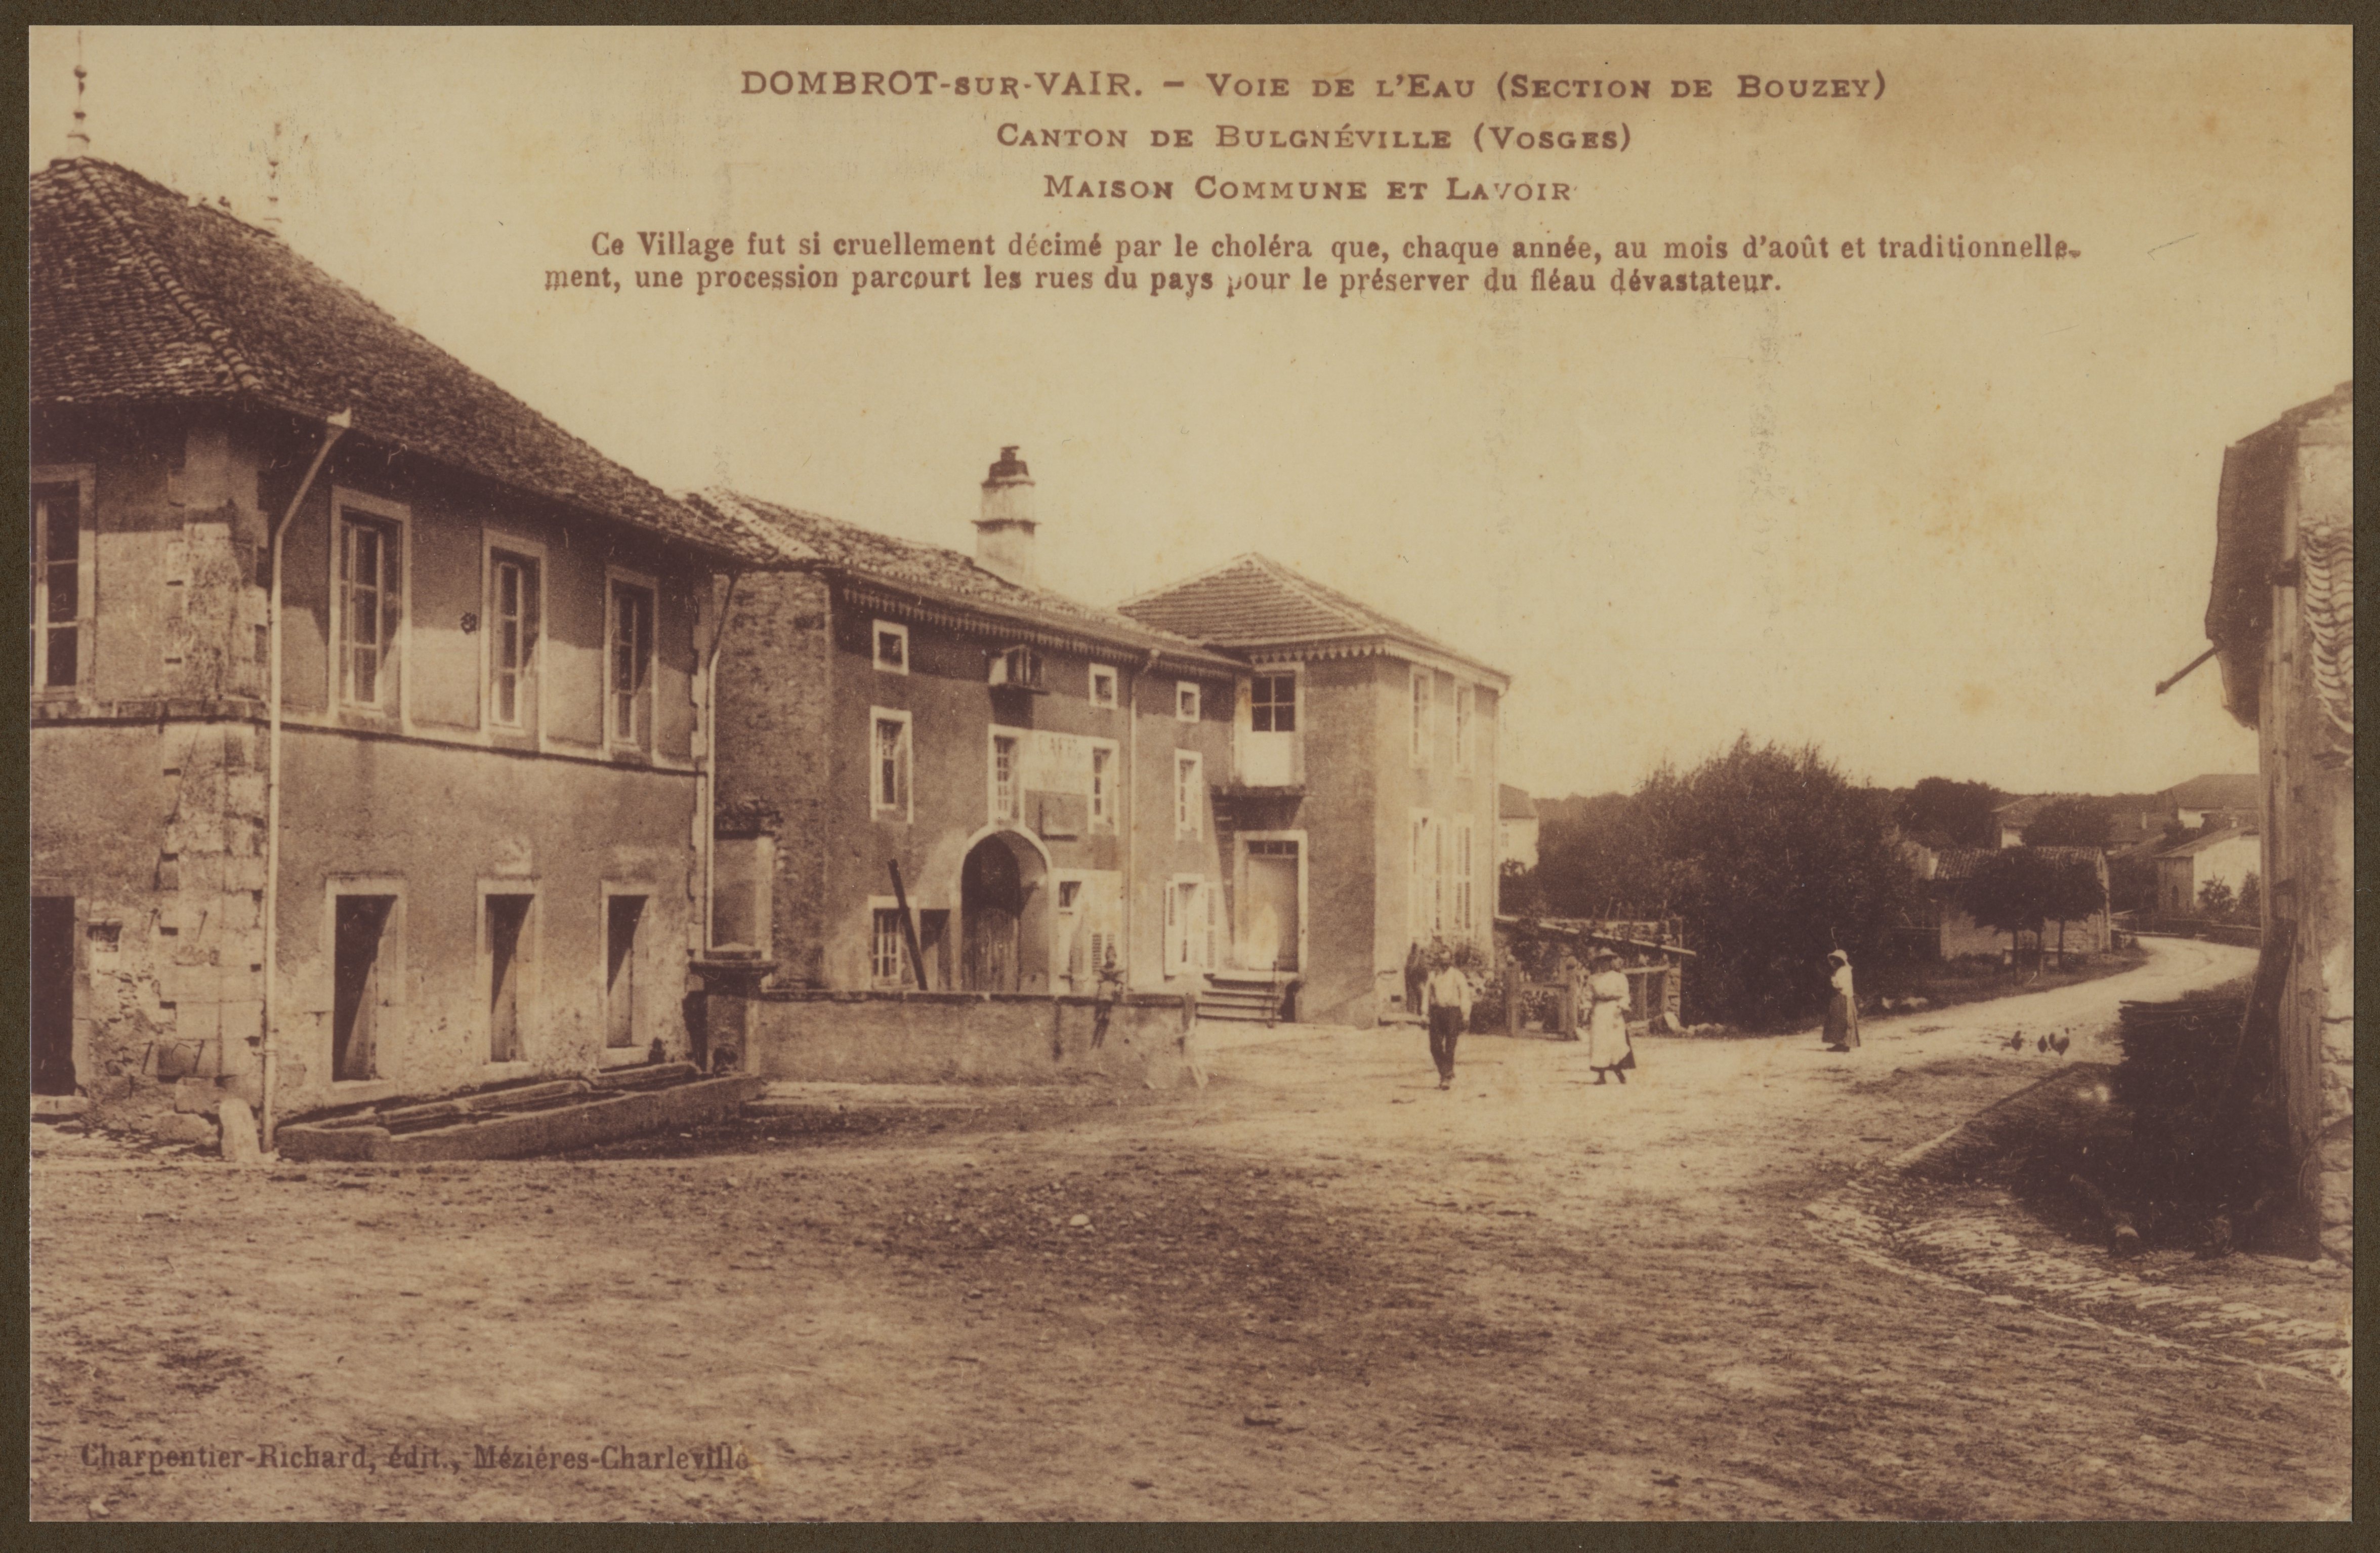 DOMBROT-SUR-VAIR. — VOIE DE L'EAU (SECTION DE BOUZEY)
CANTON DE BULGNÉVILLE (VOSGES)
MAISON COMMUNE ET LAVOIR
Ce Village fut si cruellement décimé par le choléra que, chaque année, au mois d'août et traditionnelle-
ment, une procession parcourt les rues du pays pour le préserver du fléau dévastateur.
CAFÉ
Charpentier-Richard, édit., Mézières-Charleville